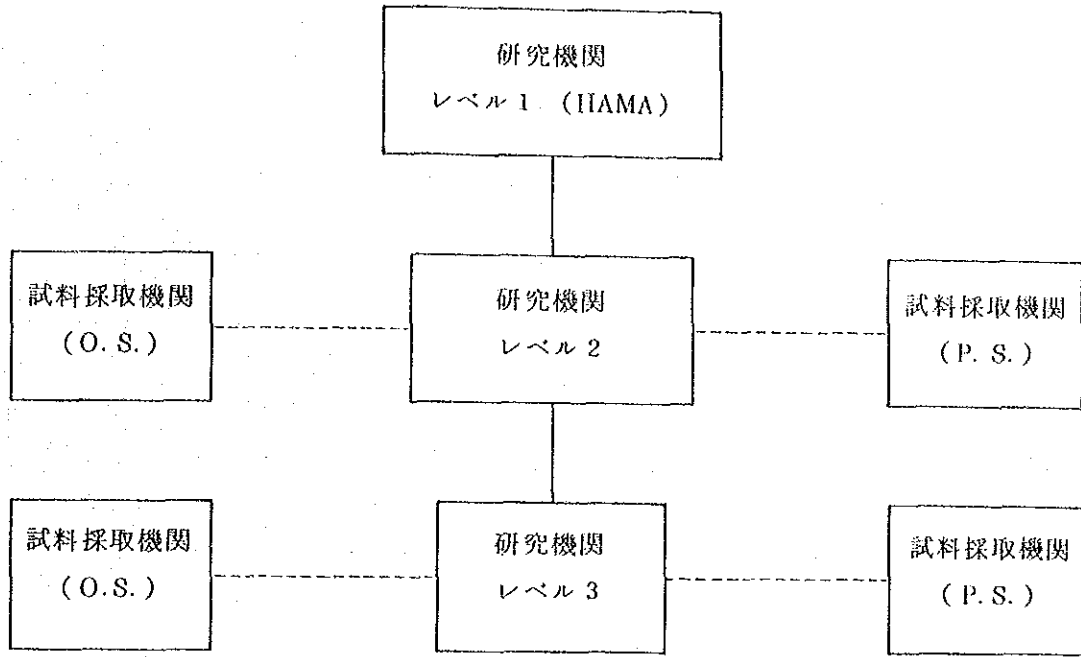 研究機関
レベル1 (HAMA)
試料採取機関
(O.S.)
研究機関
レベル2
試料採取機関
(P.S.)
試料採取機関
(O.S.)
研究機関
レベル3
試料採取機関
(P.S.)